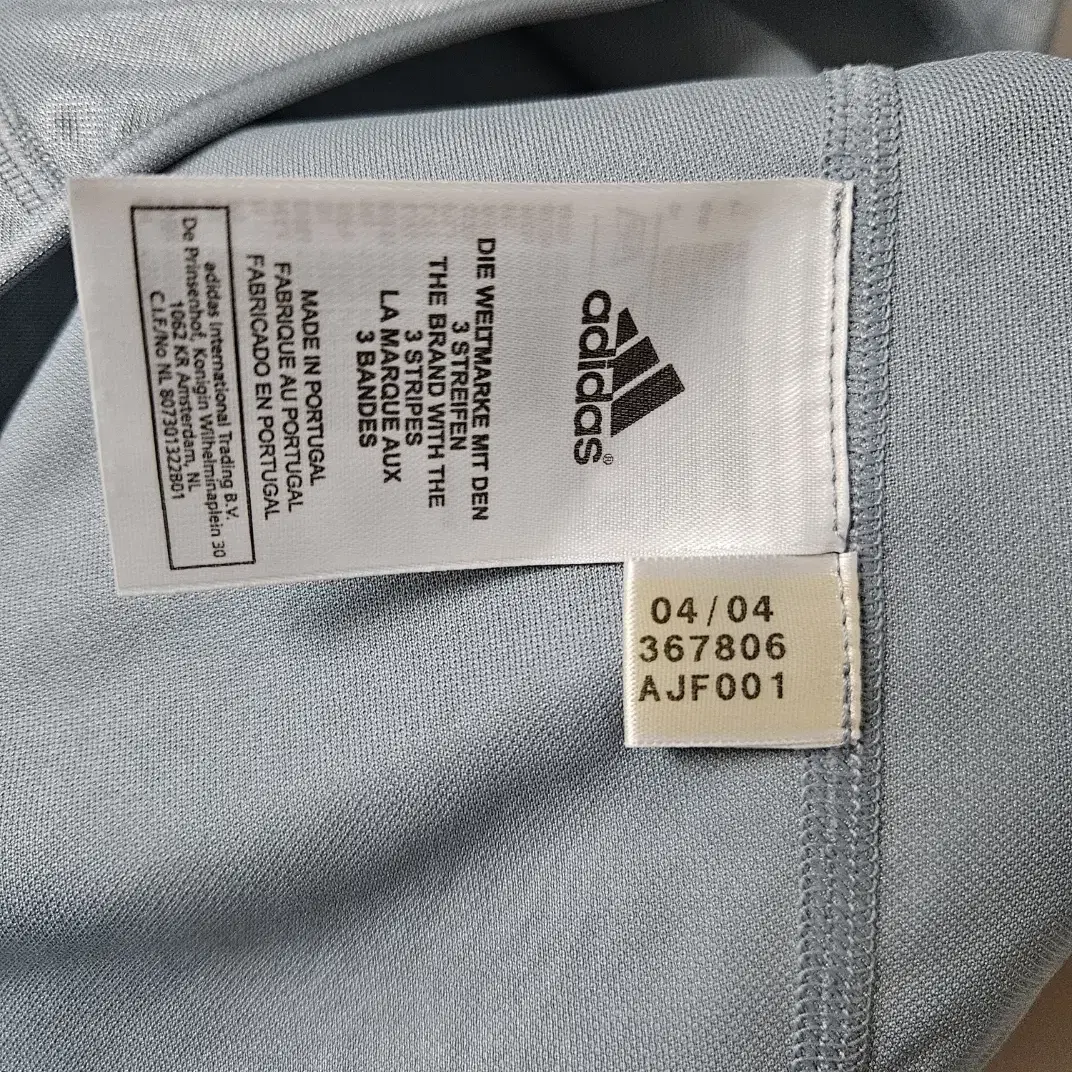 adidas®
DIE WELTMARKE MIT DEN
3 STREIFEN
THE BRAND WITH THE
3 STRIPES
LA MARQUE AUX
3 BANDES
MADE IN PORTUGAL
FABRIQUE AU PORTUGAL
FABRICADO EN PORTUGAL
adidas International Trading B.V.
De Prinsenhof, Konigin Wilhelminaplein 30
1062 KR Amsterdam, NL
C.I.F./No NL 807301322B01
04/04
367806
AJF001